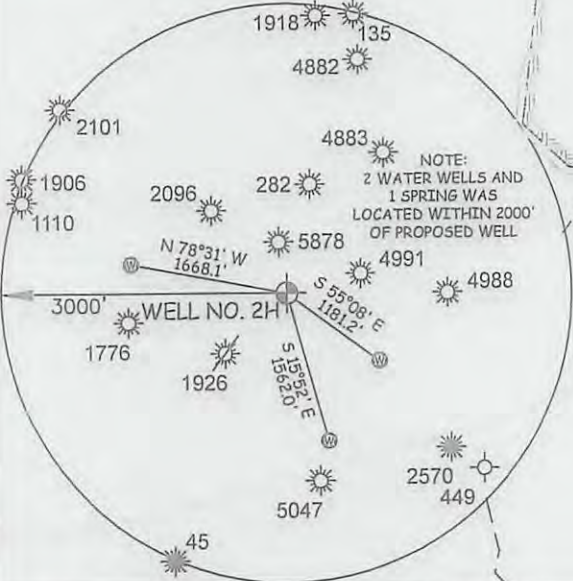 1918
135
4882
2101
4883
NOTE:
2 WATER WELLS AND
1 SPRING WAS
LOCATED WITHIN 2000'
OF PROPOSED WELL
1906
2096
282
1110
5878
N 78°31' W
1668.1'
4991
4988
S 55°08' E
1181.2'
3000'
WELL NO. 2H
1776
1926
S 15°52' E
1562.0'
2570
449
5047
45
W
W
W